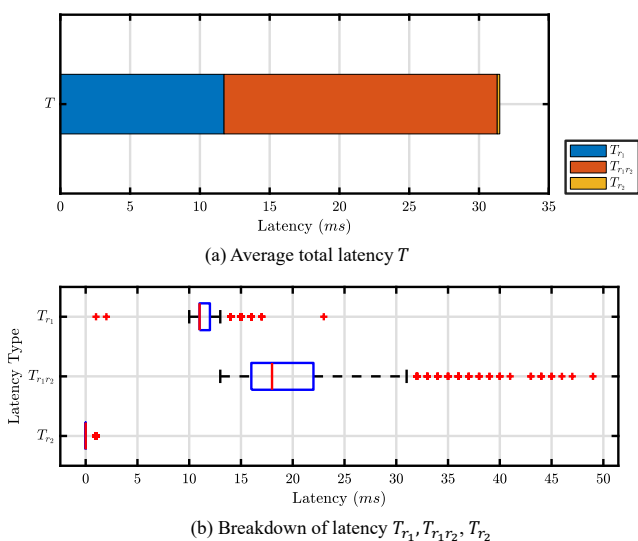 T
0 5 10 15 20 25 30 35
Latency (ms)
T_{r_1}
T_{r_1r_2}
T_{r_2}
(a) Average total latency T
Latency Type
T_{r_1}
T_{r_1r_2}
T_{r_2}
0 5 10 15 20 25 30 35 40 45 50
Latency (ms)
(b) Breakdown of latency T_{r_1}, T_{r_1r_2}, T_{r_2}